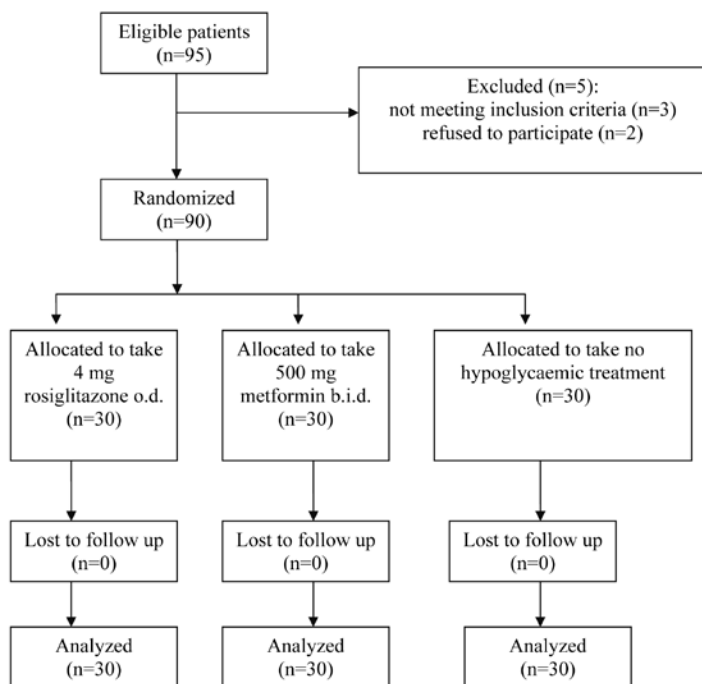 Eligible patients
(n=95)
Excluded (n=5):
not meeting inclusion criteria (n=3)
refused to participate (n=2)
Randomized
(n=90)
Allocated to take
4 mg
rosiglitazone o.d.
(n=30)
Allocated to take
500 mg
metformin b.i.d.
(n=30)
Allocated to take no
hypoglycaemic treatment
(n=30)
Lost to follow up
(n=0)
Lost to follow up
(n=0)
Lost to follow up
(n=0)
Analyzed
(n=30)
Analyzed
(n=30)
Analyzed
(n=30)